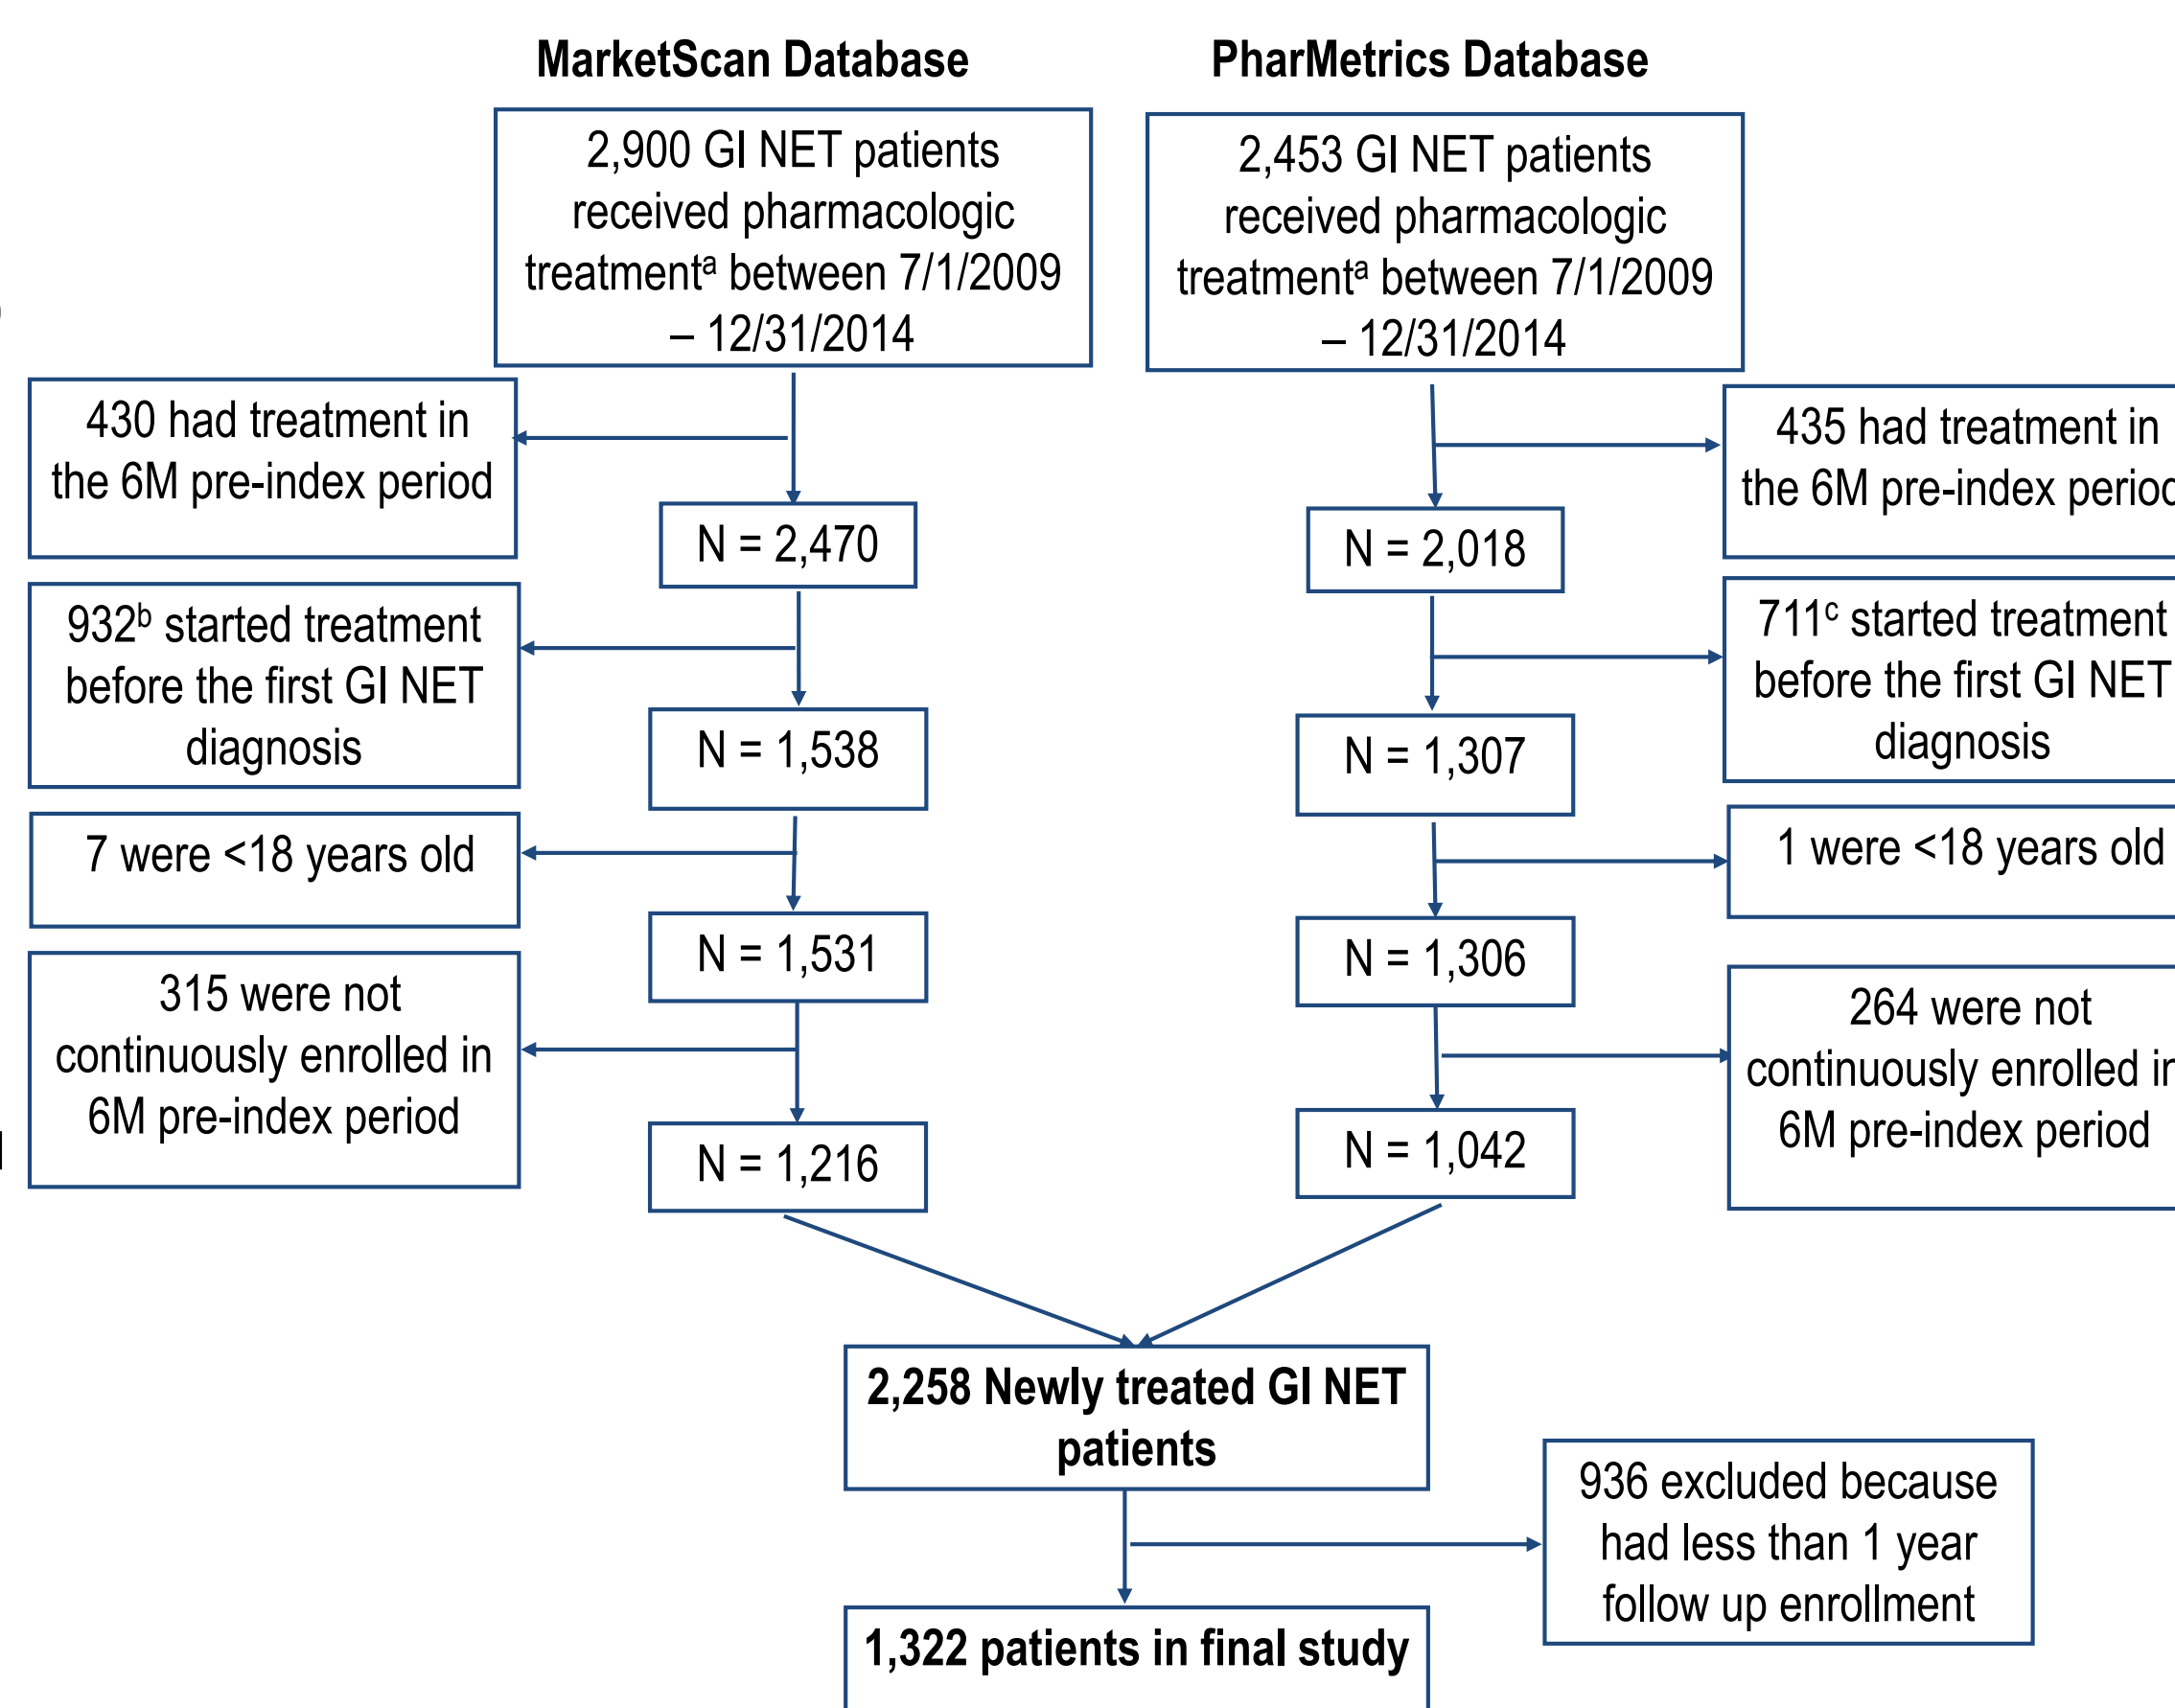 MarketScan Database
2,900 GI NET patients
received pharmacologic
treatmentᵃ between 7/1/2009
– 12/31/2014
430 had treatment in
the 6M pre-index period
N = 2,470
932ᵇ started treatment
before the first GI NET
diagnosis
N = 1,538
7 were <18 years old
N = 1,531
315 were not
continuously enrolled in
6M pre-index period
N = 1,216
PharMetrics Database
2,453 GI NET patients
received pharmacologic
treatmentᵃ between 7/1/2009
– 12/31/2014
435 had treatment in
the 6M pre-index period
N = 2,018
711ᶜ started treatment
before the first GI NET
diagnosis
N = 1,307
1 were <18 years old
N = 1,306
264 were not
continuously enrolled in
6M pre-index period
N = 1,042
2,258 Newly treated GI NET
patients
936 excluded because
had less than 1 year
follow up enrollment
1,322 patients in final study